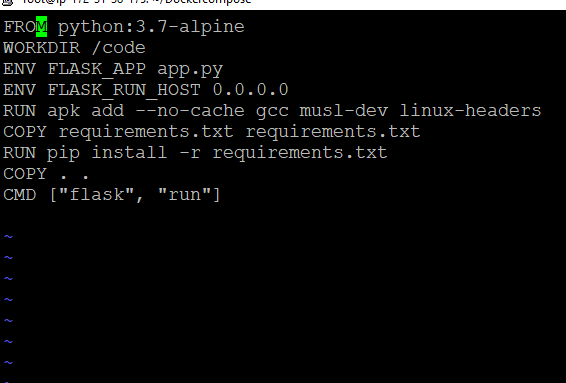 FROM python:3.7-alpine
WORKDIR /code
ENV FLASK_APP app.py
ENV FLASK_RUN_HOST 0.0.0.0
RUN apk add --no-cache gcc musl-dev linux-headers
COPY requirements.txt requirements.txt
RUN pip install -r requirements.txt
COPY . .
CMD ["flask", "run"]
~
~
~
~
~
~
~